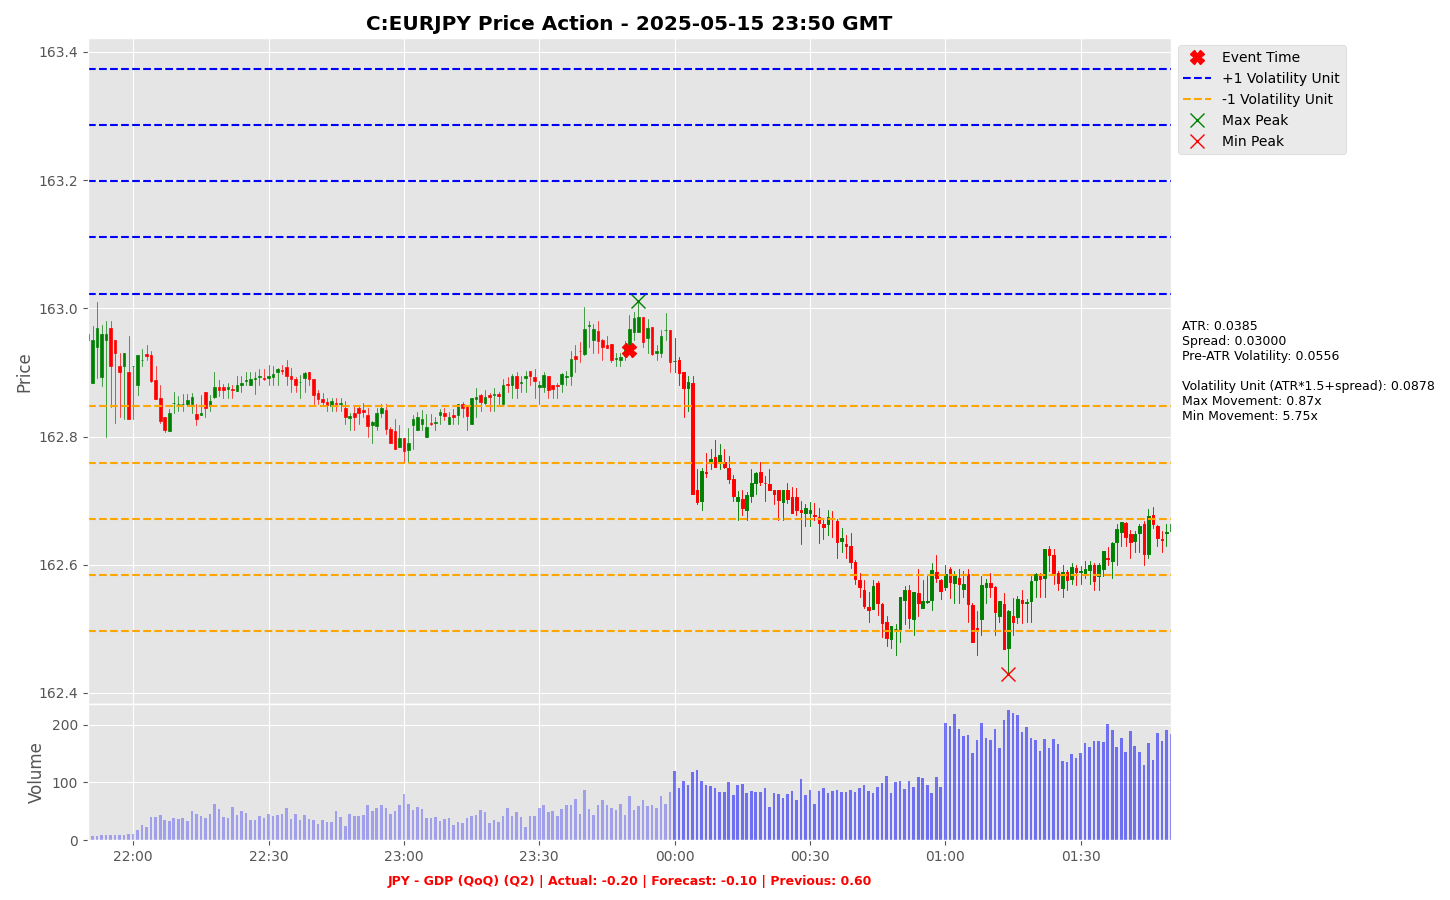 C:EURJPY Price Action - 2025-05-15 23:50 GMT
163.4
163.2
163.0
162.8
162.6
162.4
Price
200
100
0
Volume
22:00 22:30 23:00 23:30 00:00 00:30 01:00 01:30
JPY - GDP (QoQ) (Q2) | Actual: -0.20 | Forecast: -0.10 | Previous: 0.60
Event Time
+1 Volatility Unit
-1 Volatility Unit
Max Peak
Min Peak
ATR: 0.0385
Spread: 0.03000
Pre-ATR Volatility: 0.0556
Volatility Unit (ATR*1.5+spread): 0.0878
Max Movement: 0.87x
Min Movement: 5.75x